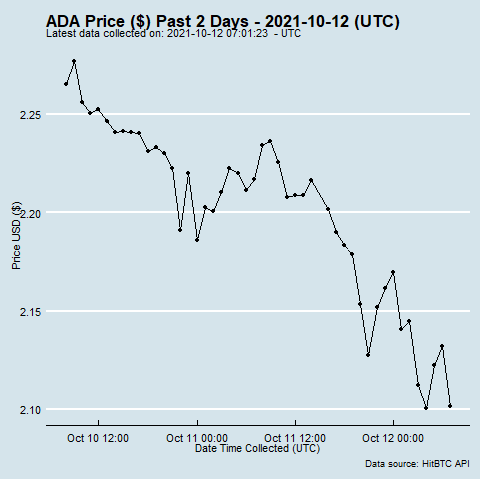 ADA Price ($) Past 2 Days - 2021-10-12 (UTC)
Latest data collected on: 2021-10-12 07:01:23 - UTC
2.25
2.20
2.15
2.10
Price USD ($)
Oct 10 12:00
Oct 11 00:00
Oct 11 12:00
Oct 12 00:00
Date Time Collected (UTC)
Data source: HitBTC API